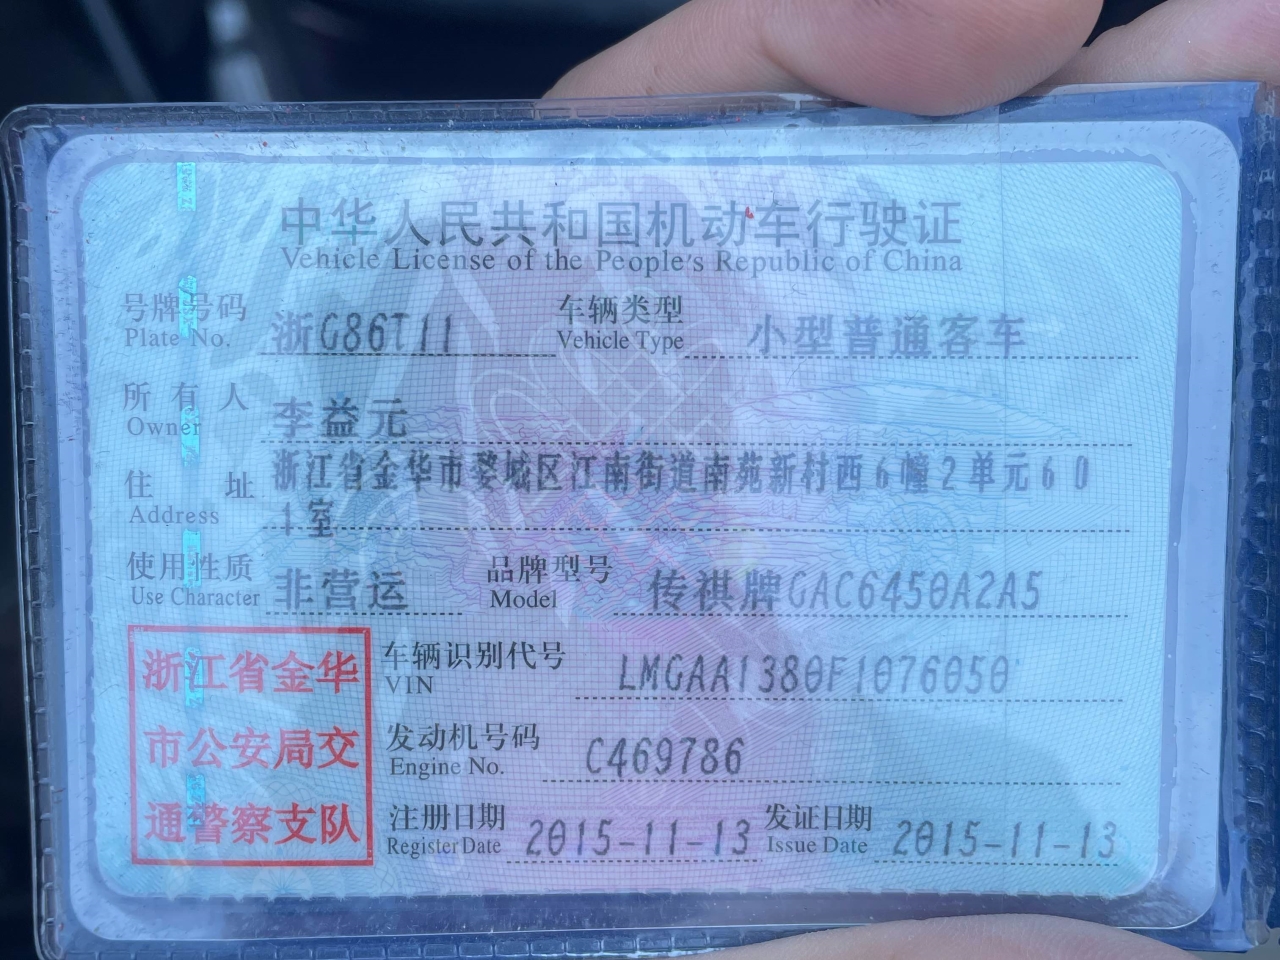 中华人民共和国机动车行驶证
Vehicle License of the People's Republic of China
号牌号码 浙G86T11 车辆类型 小型普通客车
Plate No. Vehicle Type
所有人 李益元
Owner
住址 浙江省金华市婺城区江南街道南苑新村西6幢2单元60
Address 1室
使用性质 非营运 品牌型号 传祺牌GAC6450A2A5
Use Character Model
浙江省金华
市公安局交
通警察支队
车辆识别代号 LMGAA1380F1076050
VIN
发动机号码 C469786
Engine No.
注册日期 2015-11-13 发证日期 2015-11-13
Register Date Issue Date